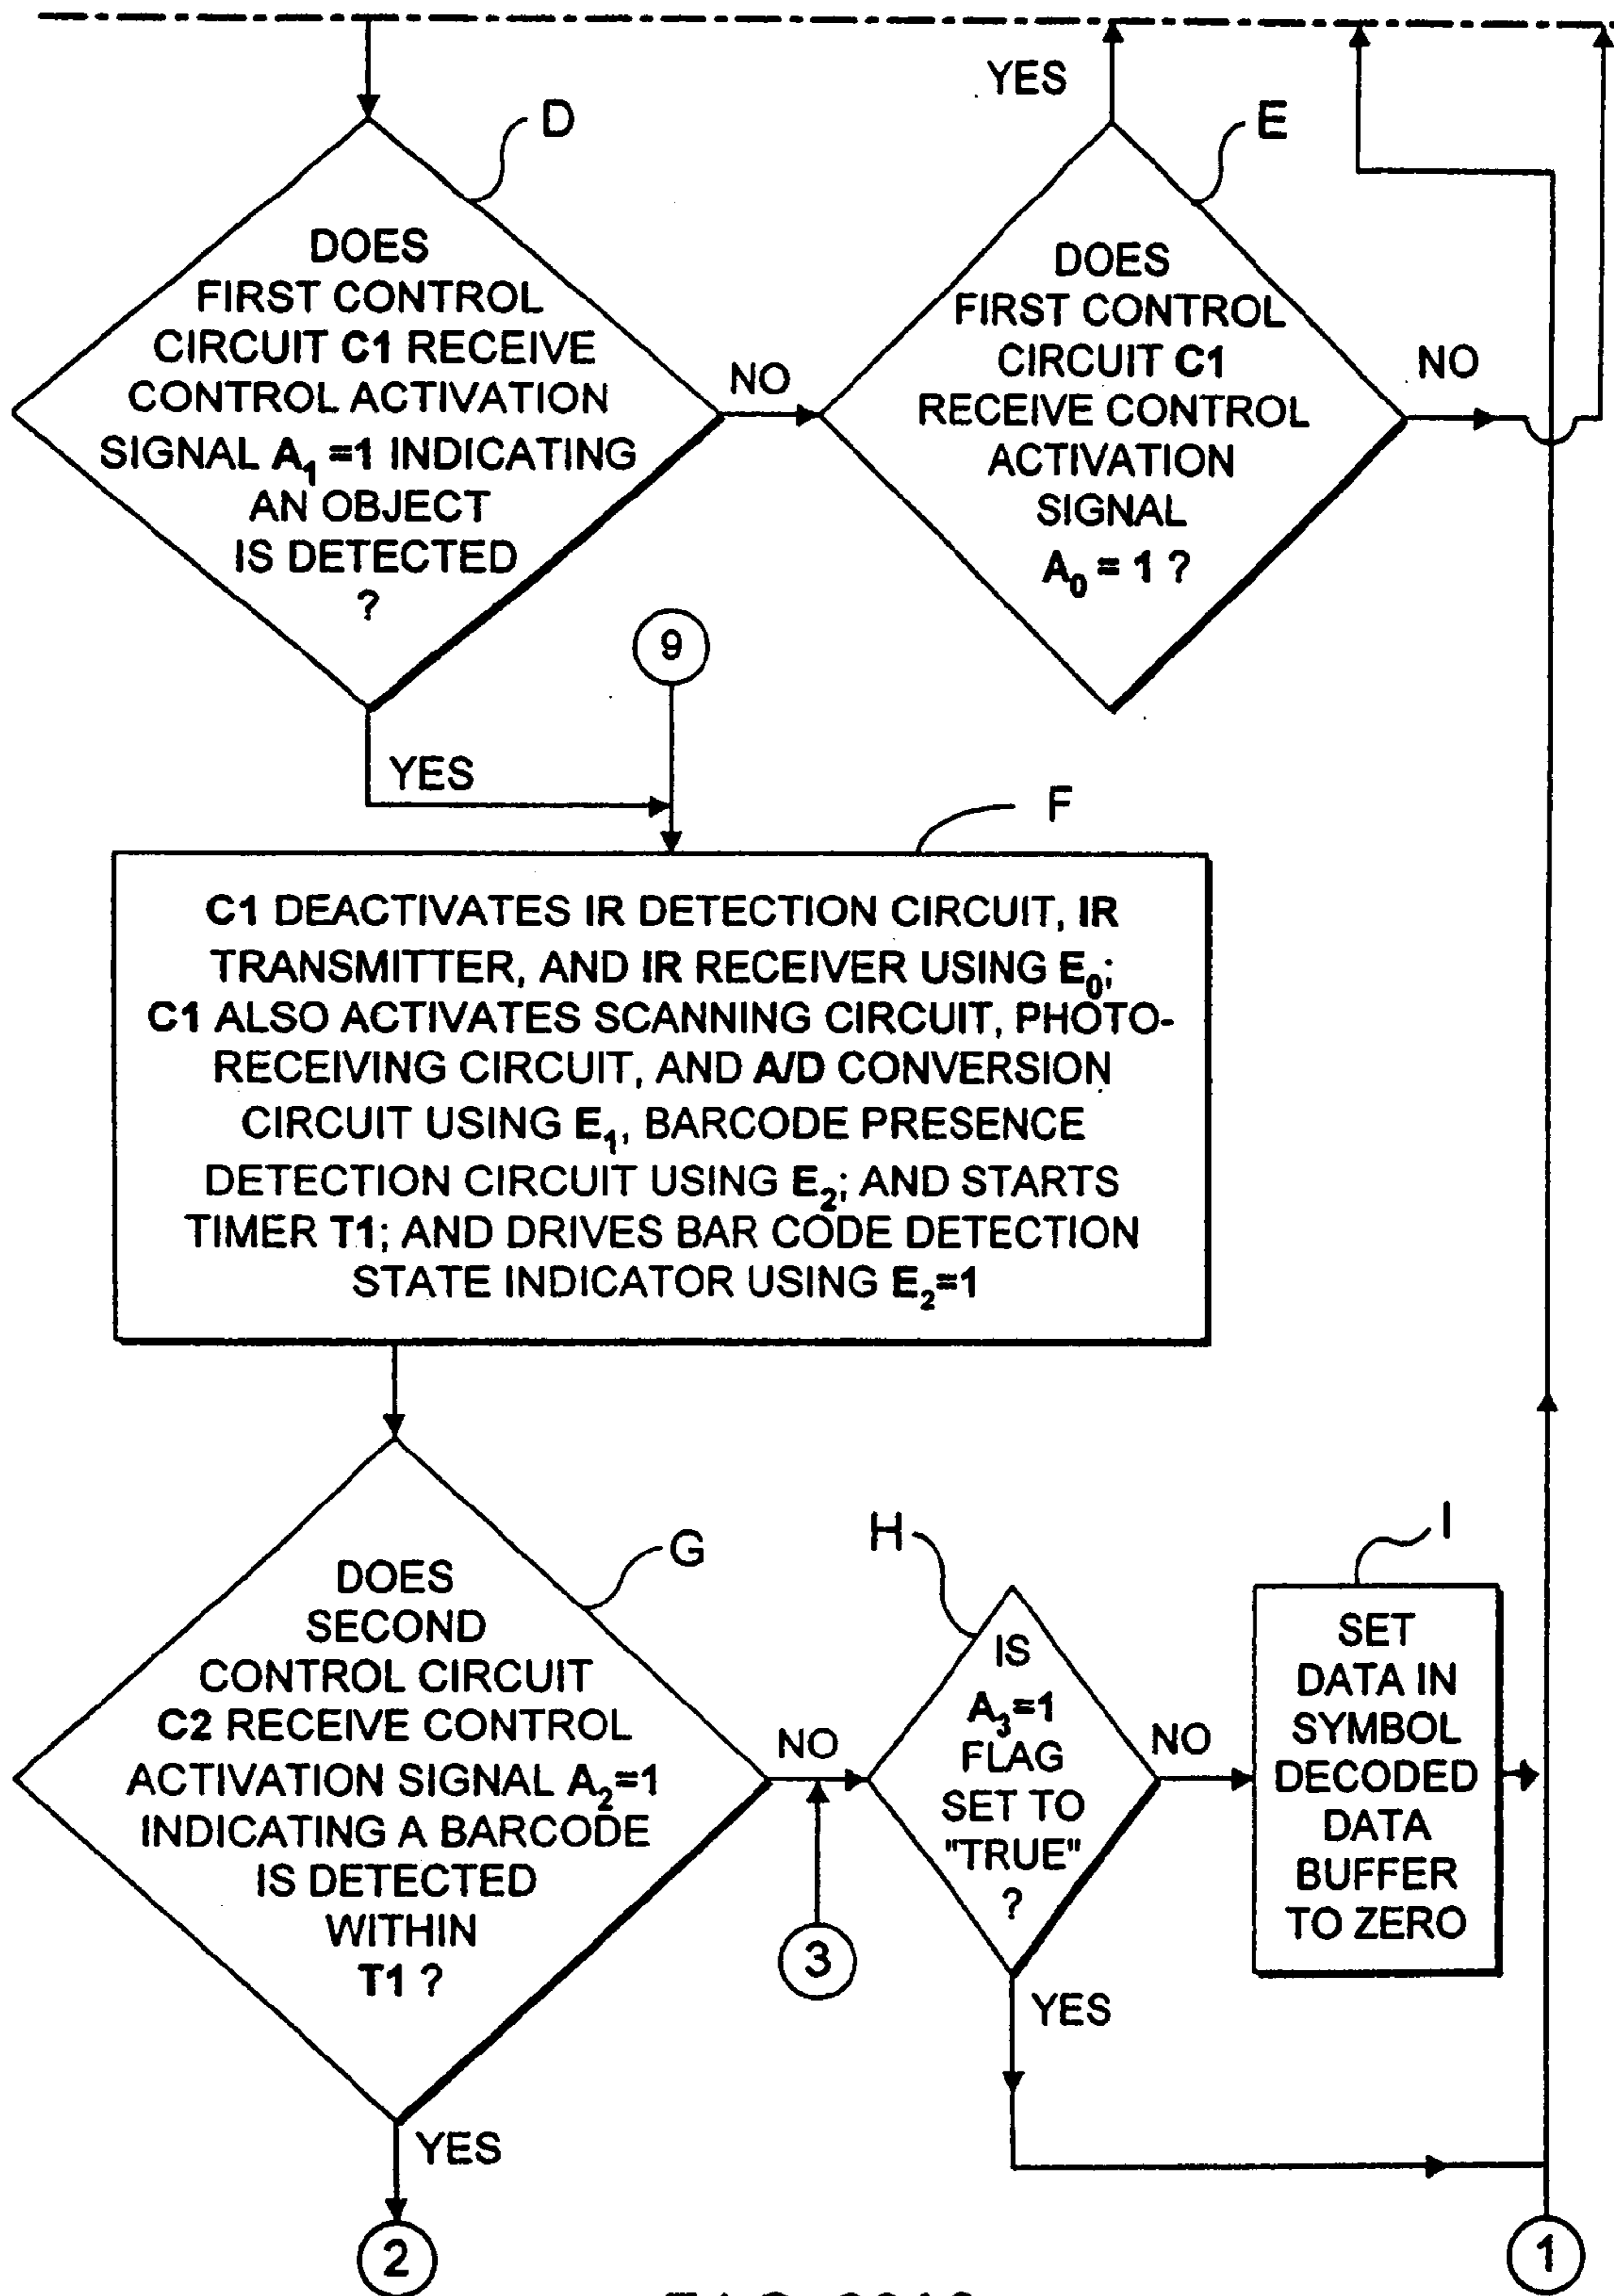 YES
D
E
DOES
FIRST CONTROL
CIRCUIT C1 RECEIVE
CONTROL ACTIVATION
SIGNAL A₁ =1 INDICATING
AN OBJECT
IS DETECTED
?
NO
DOES
FIRST CONTROL
CIRCUIT C1
RECEIVE CONTROL
ACTIVATION
SIGNAL
A₀ = 1 ?
NO
9
YES
F
C1 DEACTIVATES IR DETECTION CIRCUIT, IR
TRANSMITTER, AND IR RECEIVER USING E₀;
C1 ALSO ACTIVATES SCANNING CIRCUIT, PHOTO-
RECEIVING CIRCUIT, AND A/D CONVERSION
CIRCUIT USING E₁, BARCODE PRESENCE
DETECTION CIRCUIT USING E₂; AND STARTS
TIMER T1; AND DRIVES BAR CODE DETECTION
STATE INDICATOR USING E₂=1
G
DOES
SECOND
CONTROL CIRCUIT
C2 RECEIVE CONTROL
ACTIVATION SIGNAL A₂=1
INDICATING A BARCODE
IS DETECTED
WITHIN
T1 ?
NO
3
H
IS
A₃=1
FLAG
SET TO
"TRUE"
?
NO
I
SET
DATA IN
SYMBOL
DECODED
DATA
BUFFER
TO ZERO
YES
YES
2
1